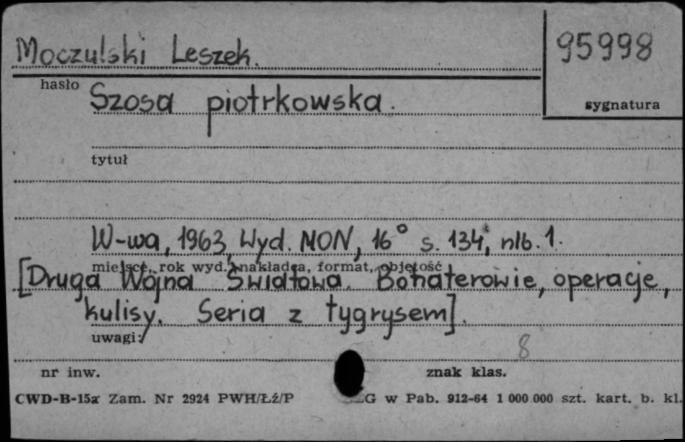 Moczulski Leszek. 95998
hasło
Szosa piotrkowska. sygnatura
tytuł
W-wa, 1963, Wyd. MON, 16° s. 134, nlb. 1.
miejsce, rok wyd., nakładca, format, objętość
[Druga Wojna Światowa. Bohaterowie, operacje,
kulisy. Seria z tygrysem].
uwagi:
8
nr inw. znak klas.
CWD-B-15a Zam. Nr 2924 PWH/Łź/P G w Pab. 912-64 1 000 000 szt. kart. b. kl.